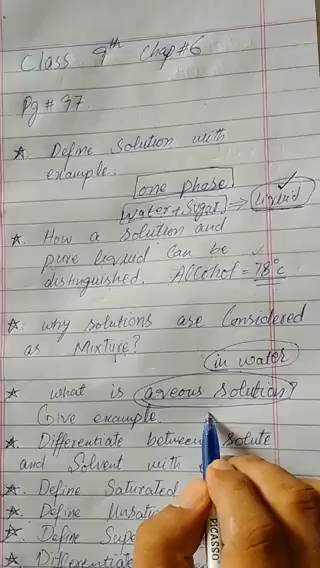 Class 9th Chap#6
Pg # 97.
* Define Solution with
example.
one phase
Water+Sugar ⇒ Liquid
* How a solution and
pure liquid can be
distinguished. Alcohol = 78°c
* why solutions are Considered
as Mixture?
in water
* what is aqeous solution?
Give example.
* Differentiate between solute
and Solvent with
* Define Saturated
* Define
* Define
* Differentiate
PICASSO